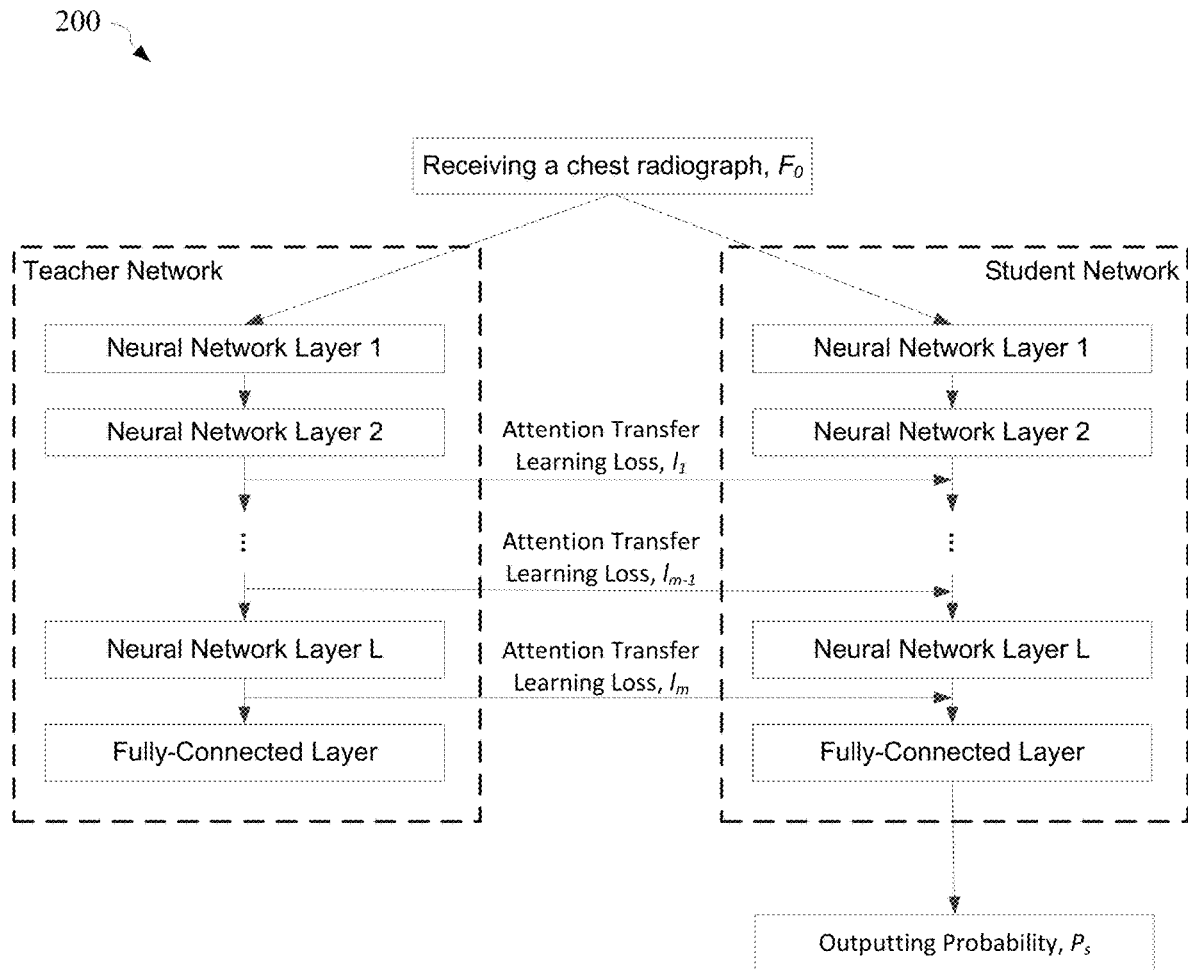 200
Receiving a chest radiograph, F0
Teacher Network
Student Network
Neural Network Layer 1
Neural Network Layer 1
Neural Network Layer 2
Neural Network Layer 2
Attention Transfer
Learning Loss, l1
...
...
Attention Transfer
Learning Loss, lm-1
Neural Network Layer L
Neural Network Layer L
Attention Transfer
Learning Loss, lm
Fully-Connected Layer
Fully-Connected Layer
Outputting Probability, Ps